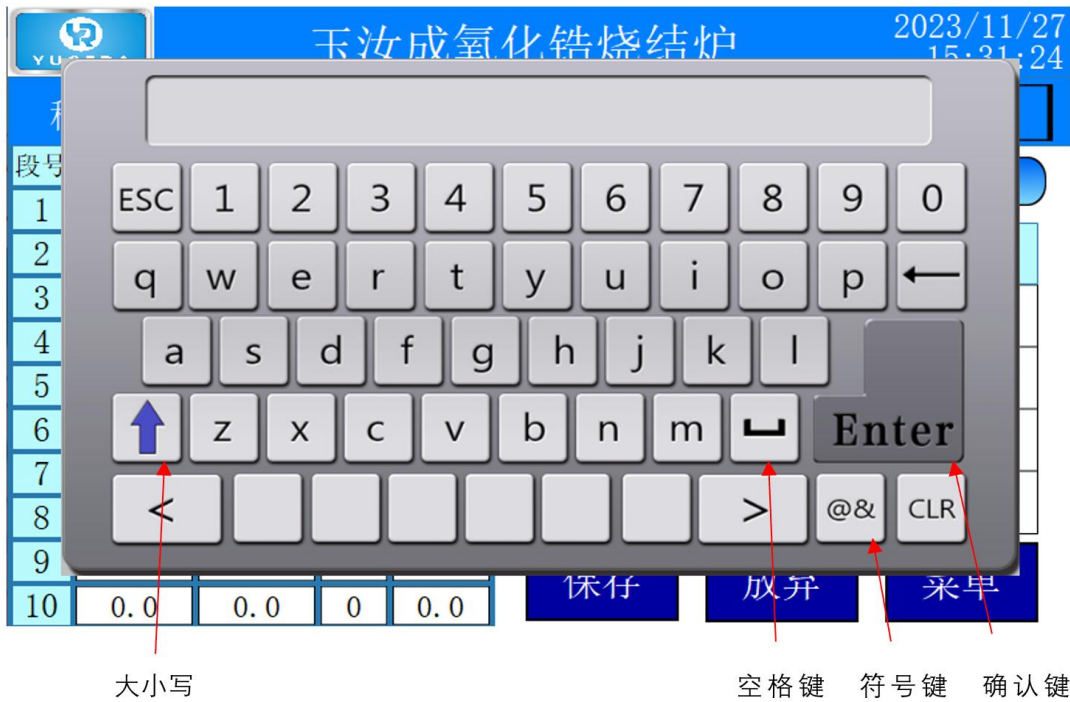 玉汝成氧化锆烧结炉
2023/11/27
15:31:24
段号
ESC 1 2 3 4 5 6 7 8 9 0
1
q w e r t y u i o p
2
3
a s d f g h j k l
4
5
z x c v b n m Enter
6
7
< > @& CLR
8
9
保存 放弃 菜单
10 0.0 0.0 0 0.0
大小写 空格键 符号键 确认键